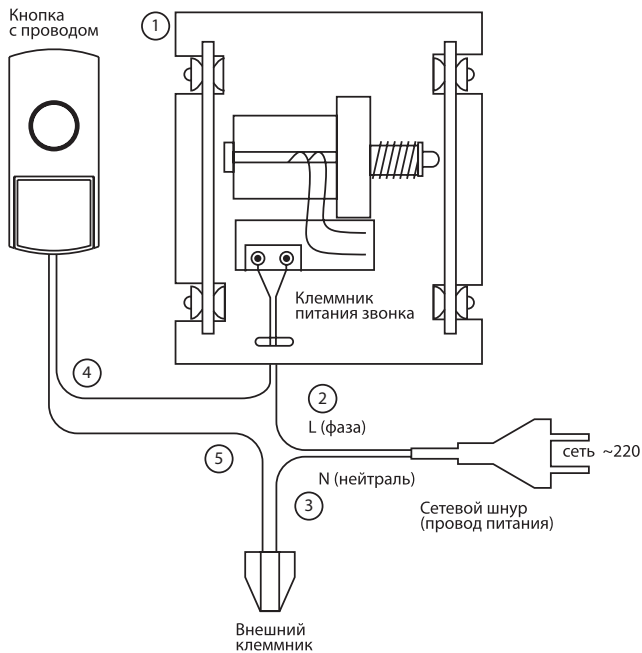 Кнопка
с проводом
1
Клеммник
питания звонка
4
2
L (фаза)
5
N (нейтраль)
3
сеть ~220
Сетевой шнур
(провод питания)
Внешний
клеммник